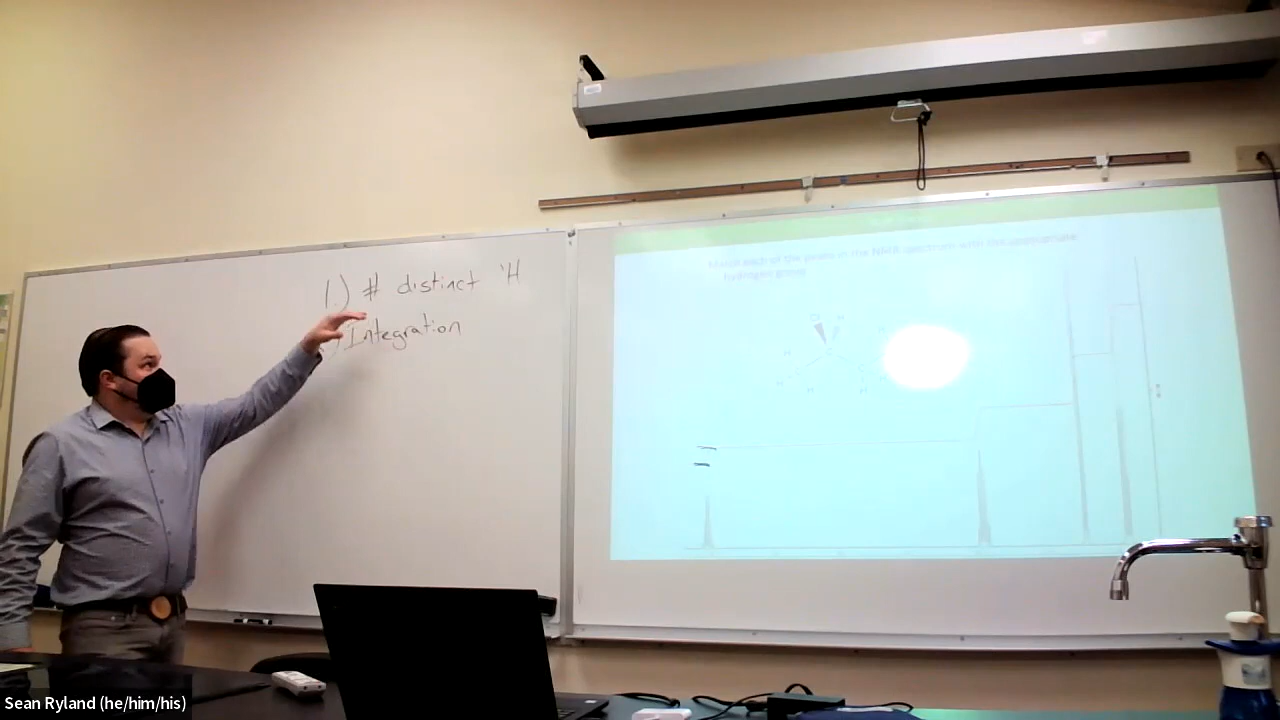 1.) # distinct ¹H
) Integration
Match each of the peaks in the NMR spectrum with the appropriate
hydrogen group
Sean Ryland (he/him/his)